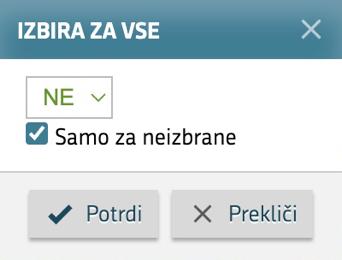 IZBIRA ZA VSE
NE
Samo za neizbrane
Potrdi
Prekliči